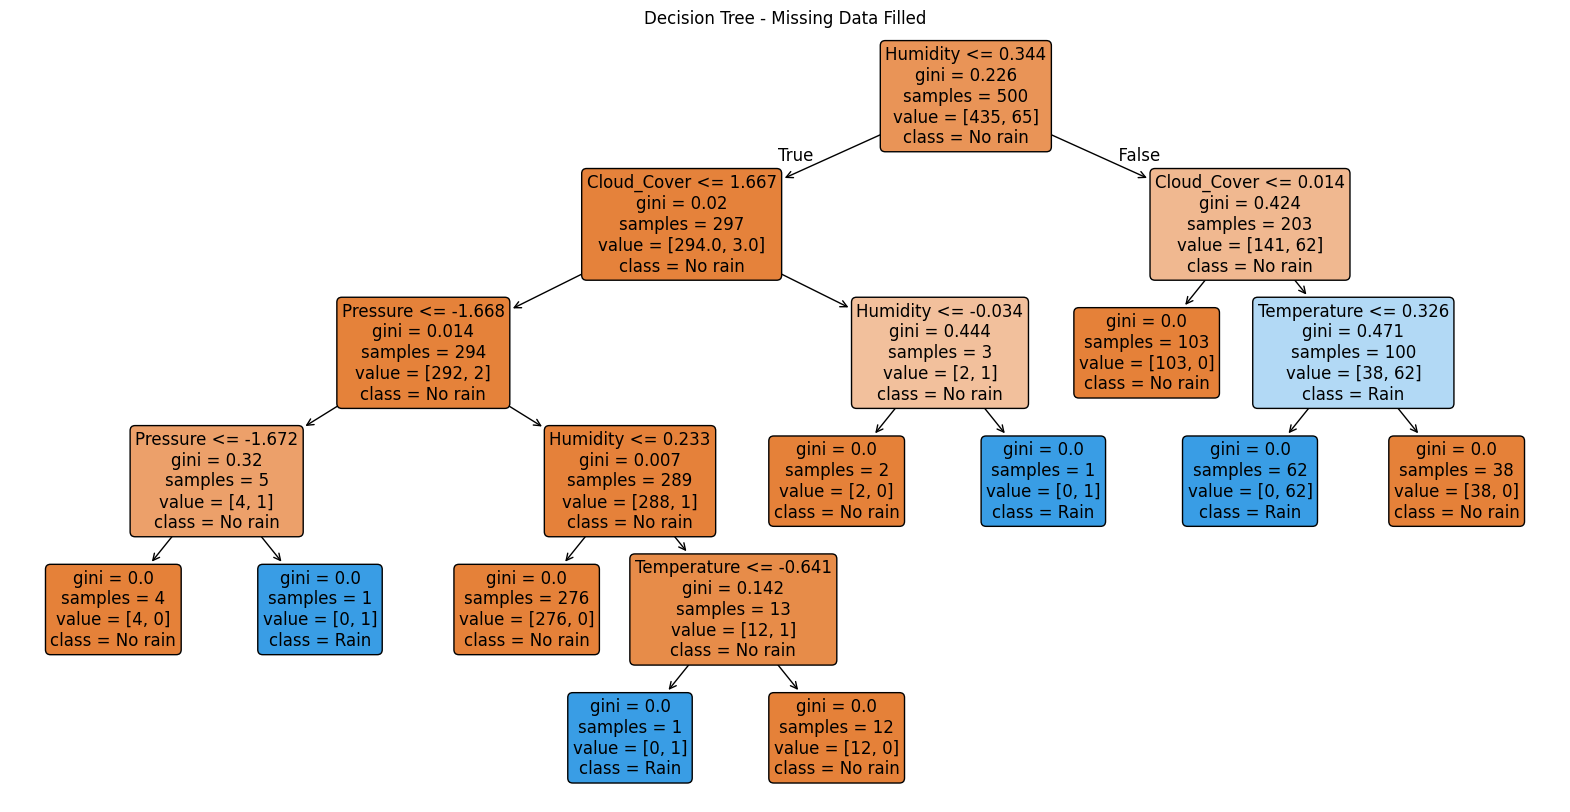 Decision Tree - Missing Data Filled
Humidity <= 0.344
gini = 0.226
samples = 500
value = [435, 65]
class = No rain
True
False
Cloud_Cover <= 1.667
gini = 0.02
samples = 297
value = [294.0, 3.0]
class = No rain
Cloud_Cover <= 0.014
gini = 0.424
samples = 203
value = [141, 62]
class = No rain
Pressure <= -1.668
gini = 0.014
samples = 294
value = [292, 2]
class = No rain
Humidity <= -0.034
gini = 0.444
samples = 3
value = [2, 1]
class = No rain
gini = 0.0
samples = 103
value = [103, 0]
class = No rain
Temperature <= 0.326
gini = 0.471
samples = 100
value = [38, 62]
class = Rain
Pressure <= -1.672
gini = 0.32
samples = 5
value = [4, 1]
class = No rain
Humidity <= 0.233
gini = 0.007
samples = 289
value = [288, 1]
class = No rain
gini = 0.0
samples = 2
value = [2, 0]
class = No rain
gini = 0.0
samples = 1
value = [0, 1]
class = Rain
gini = 0.0
samples = 62
value = [0, 62]
class = Rain
gini = 0.0
samples = 38
value = [38, 0]
class = No rain
gini = 0.0
samples = 4
value = [4, 0]
class = No rain
gini = 0.0
samples = 1
value = [0, 1]
class = Rain
gini = 0.0
samples = 276
value = [276, 0]
class = No rain
Temperature <= -0.641
gini = 0.142
samples = 13
value = [12, 1]
class = No rain
gini = 0.0
samples = 1
value = [0, 1]
class = Rain
gini = 0.0
samples = 12
value = [12, 0]
class = No rain